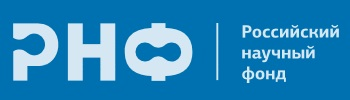 РНФ
Российский
научный
фонд